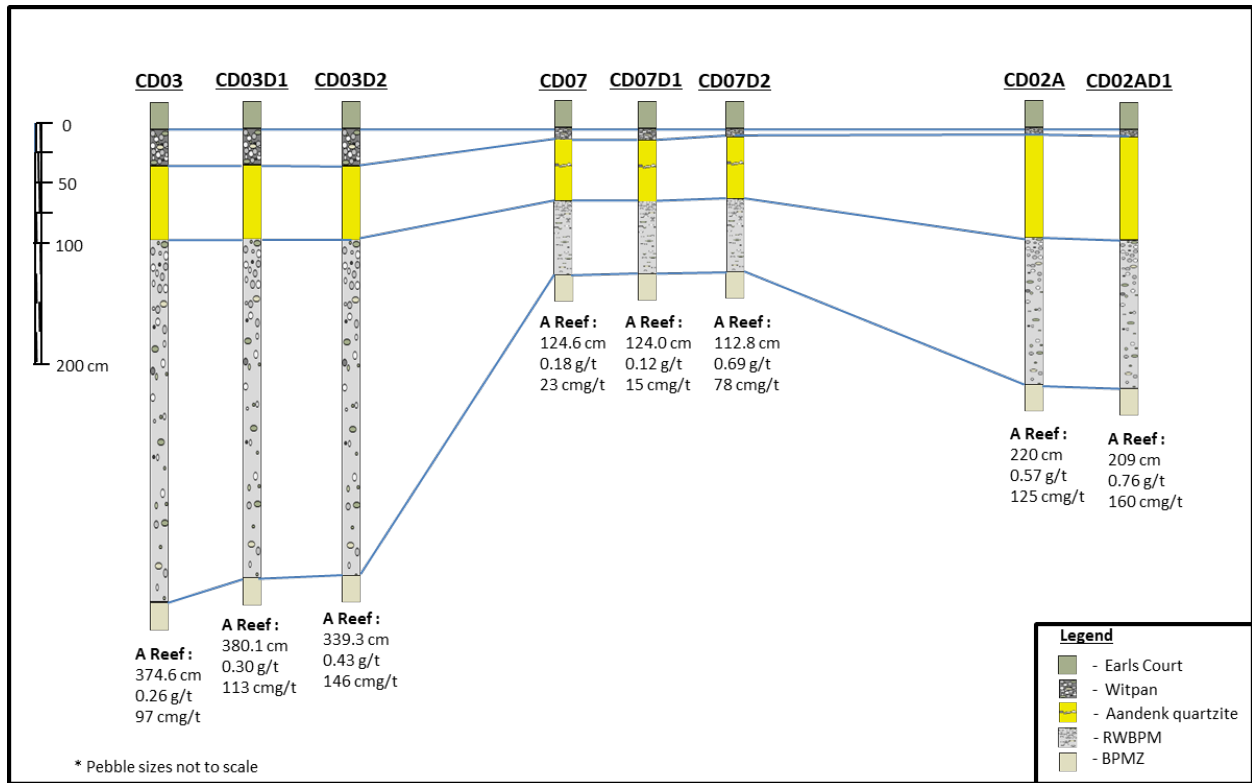 CD03 CD03D1 CD03D2 CD07 CD07D1 CD07D2 CD02A CD02AD1
0
50
100
200 cm
A Reef :
374.6 cm
0.26 g/t
97 cmg/t
A Reef :
380.1 cm
0.30 g/t
113 cmg/t
A Reef :
339.3 cm
0.43 g/t
146 cmg/t
A Reef :
124.6 cm
0.18 g/t
23 cmg/t
A Reef :
124.0 cm
0.12 g/t
15 cmg/t
A Reef :
112.8 cm
0.69 g/t
78 cmg/t
A Reef :
220 cm
0.57 g/t
125 cmg/t
A Reef :
209 cm
0.76 g/t
160 cmg/t
Legend
- Earls Court
- Witpan
- Aandenk quartzite
- RWBPM
- BPMZ
* Pebble sizes not to scale